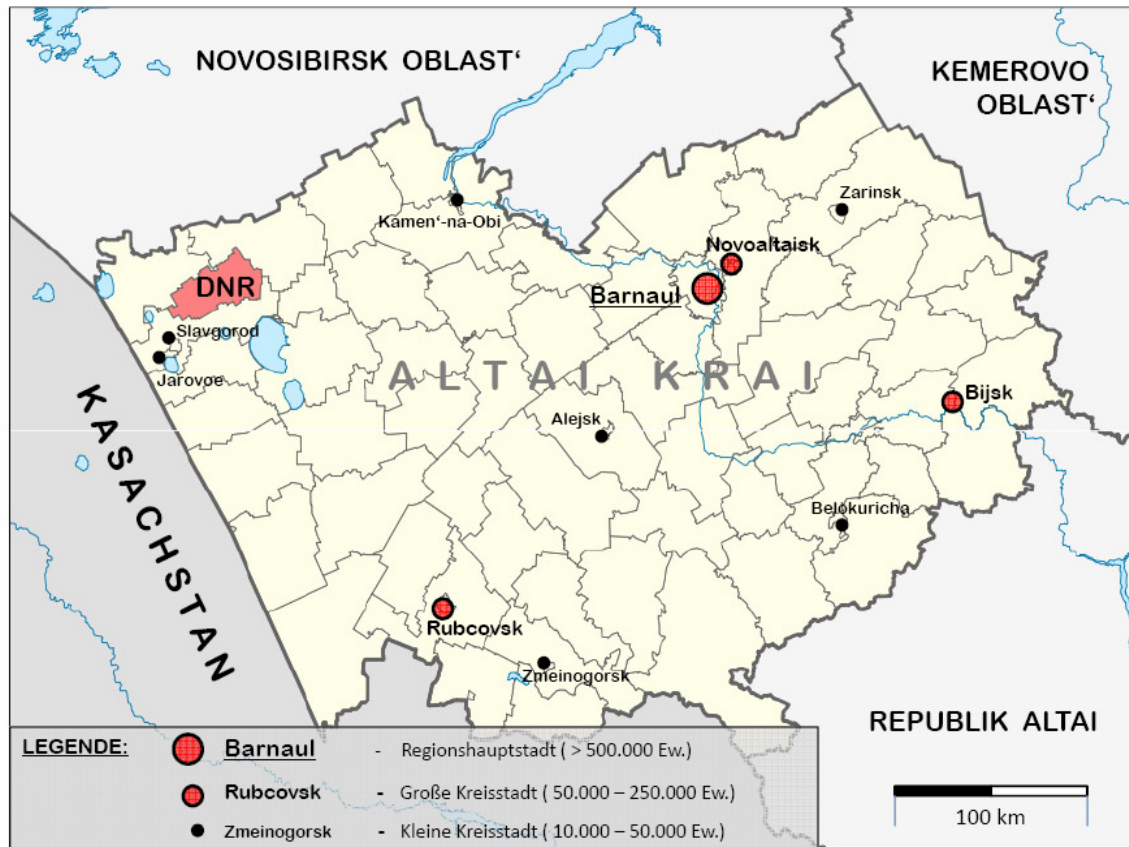 NOVOSIBIRSK OBLAST‘
KEMEROVO
OBLAST‘
Zarinsk
Kamen‘-na-Obi
Novoaltaisk
DNR
Barnaul
Slavgorod
Jarovoe
ALTAI KRAI
Bijsk
Alejsk
KASACHSTAN
Belokuricha
Rubcovsk
Zmeinogorsk
REPUBLIK ALTAI
LEGENDE:
Barnaul - Regionshauptstadt ( > 500.000 Ew.)
Rubcovsk - Große Kreisstadt ( 50.000 – 250.000 Ew.)
Zmeinogorsk - Kleine Kreisstadt ( 10.000 – 50.000 Ew.)
100 km